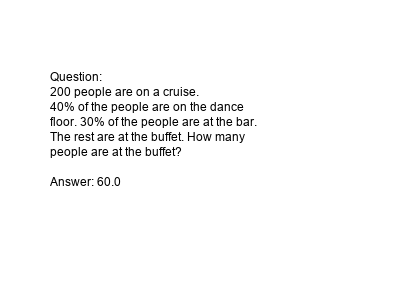 Question:
200 people are on a cruise.
40% of the people are on the dance
floor. 30% of the people are at the bar.
The rest are at the buffet. How many
people are at the buffet?
Answer: 60.0